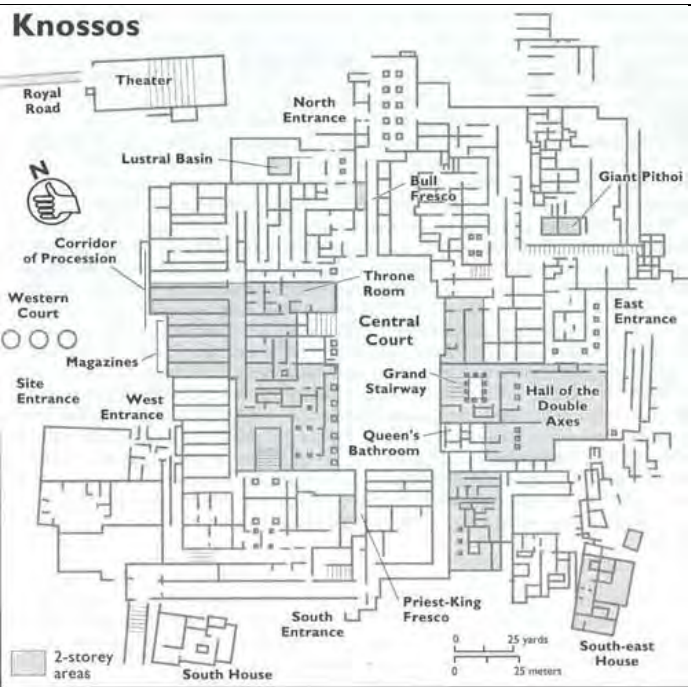 Knossos
Theater
Royal
Road
North
Entrance
Lustral Basin
N
Bull
Fresco
Giant Pithoi
Corridor
of Procession
Throne
Room
Western
Court
Central
Court
East
Entrance
Magazines
Grand
Stairway
Site
Entrance
West
Entrance
Hall of the
Double
Axes
Queen's
Bathroom
Priest-King
Fresco
South
Entrance
0 25 yards
0 25 meters
South-east
House
2-storey
areas
South House